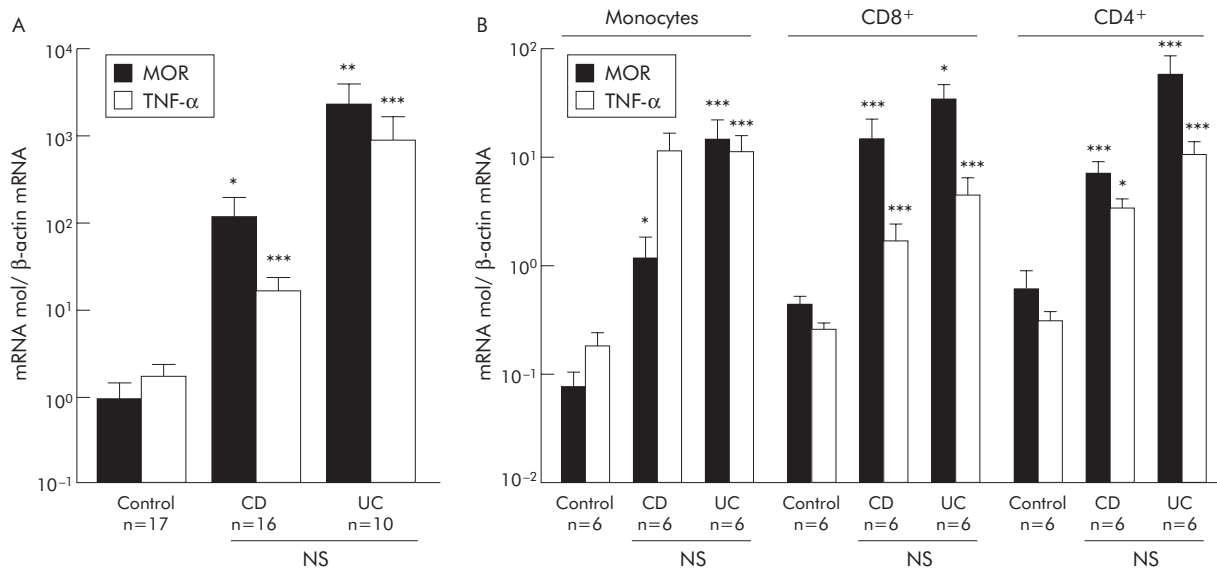 A
mRNA mol/ β-actin mRNA
10⁴
10³
10²
10¹
10⁰
10⁻¹
MOR
TNF-α
*
***
**
***
Control
n=17
CD
n=16
UC
n=10
NS
B
mRNA mol/ β-actin mRNA
10²
10¹
10⁰
10⁻¹
10⁻²
Monocytes
CD8⁺
CD4⁺
MOR
TNF-α
*
***
***
***
***
*
***
***
*
***
***
Control
n=6
CD
n=6
UC
n=6
NS
Control
n=6
CD
n=6
UC
n=6
NS
Control
n=6
CD
n=6
UC
n=6
NS